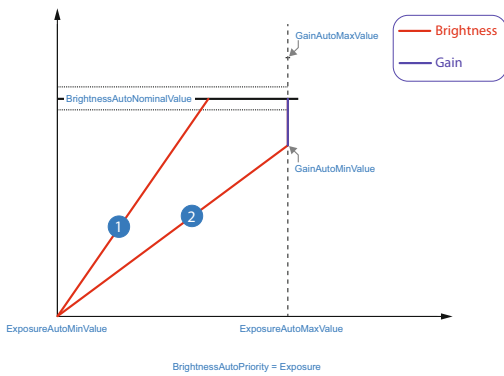 GainAutoMaxValue
Brightness
Gain
BrightnessAutoNominalValue
GainAutoMinValue
1
2
ExposureAutoMinValue
ExposureAutoMaxValue
BrightnessAutoPriority = Exposure